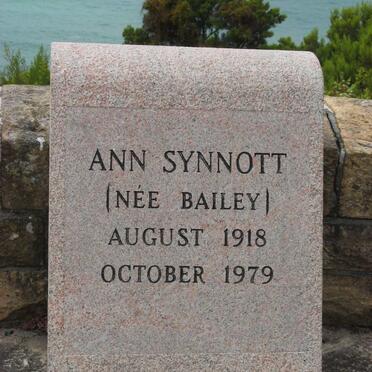 ANN SYNNOTT
(NÉE BAILEY)
AUGUST 1918
OCTOBER 1979